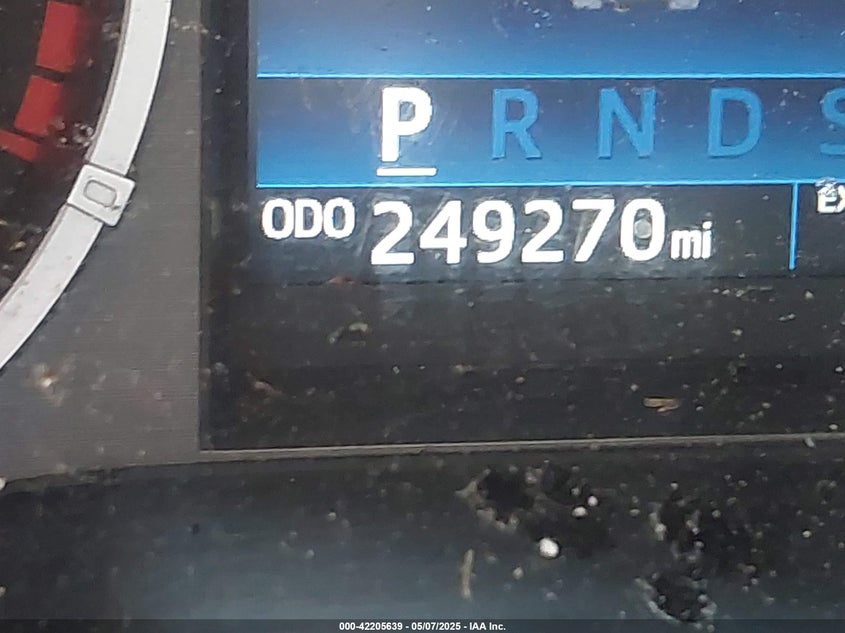 P R N D S
ODO 249270 mi
000-42205639 - 05/07/2025 - IAA Inc.